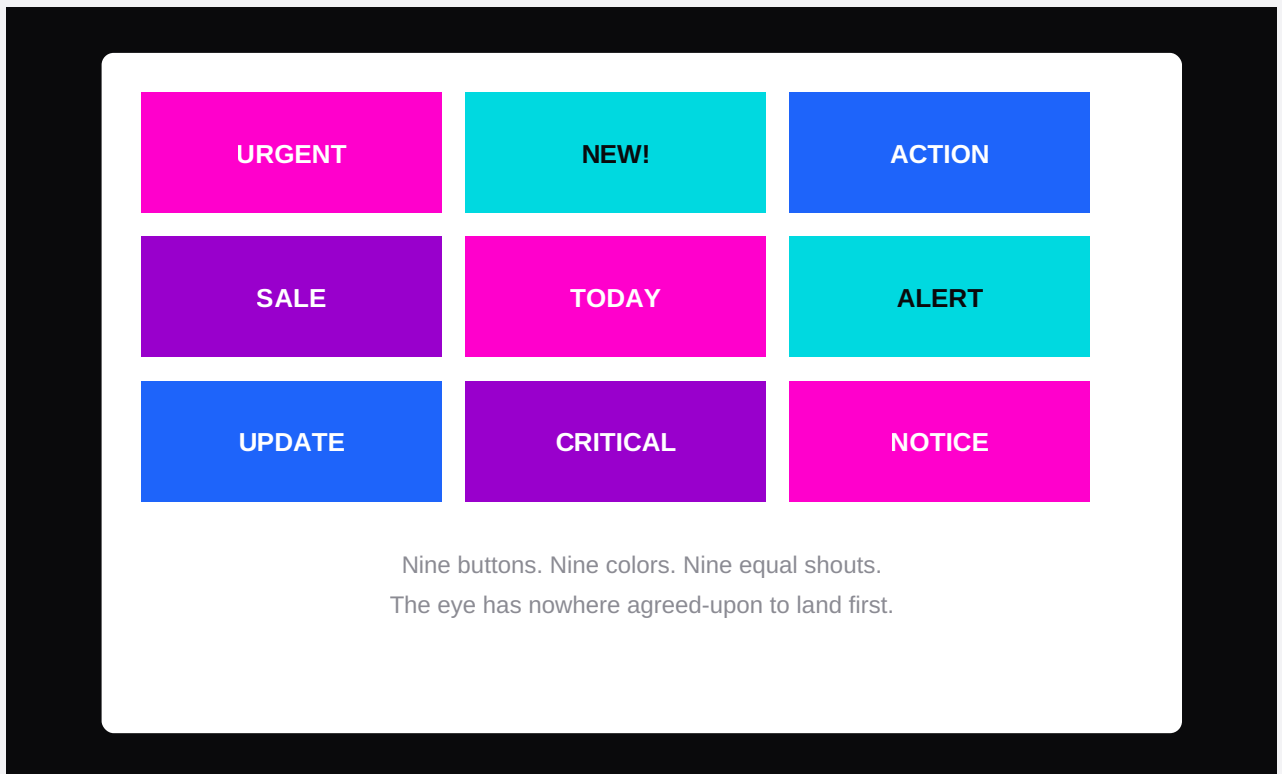 URGENT
NEW!
ACTION
SALE
TODAY
ALERT
UPDATE
CRITICAL
NOTICE
Nine buttons. Nine colors. Nine equal shouts.
The eye has nowhere agreed-upon to land first.